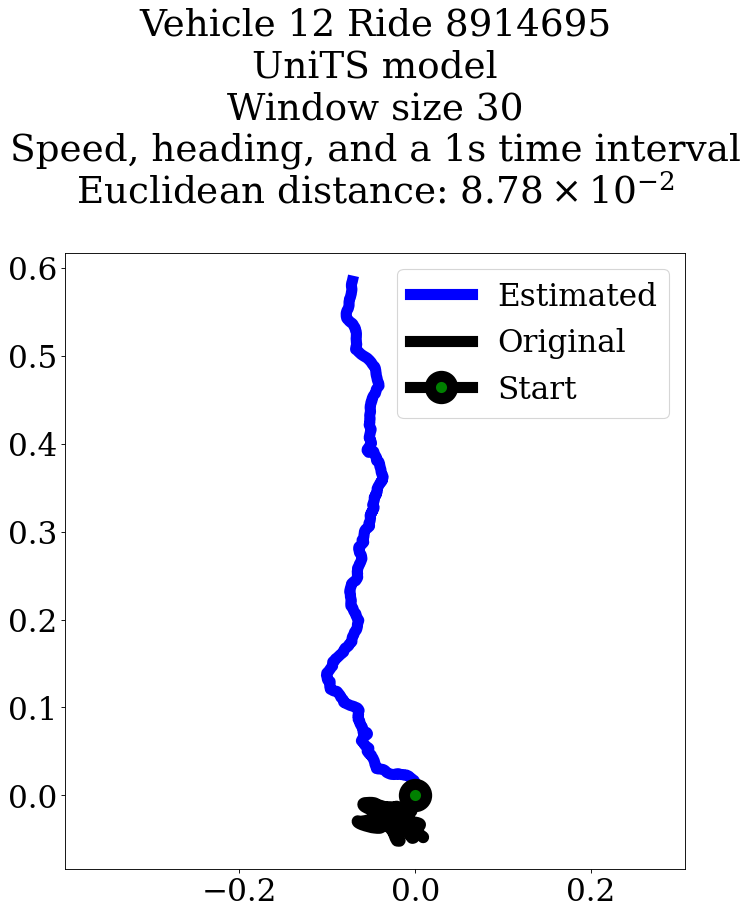 Vehicle 12 Ride 8914695
UniTS model
Window size 30
Speed, heading, and a 1s time interval
Euclidean distance: 8.78 × 10⁻²
0.6
0.5
0.4
0.3
0.2
0.1
0.0
Estimated
Original
Start
−0.2
0.0
0.2